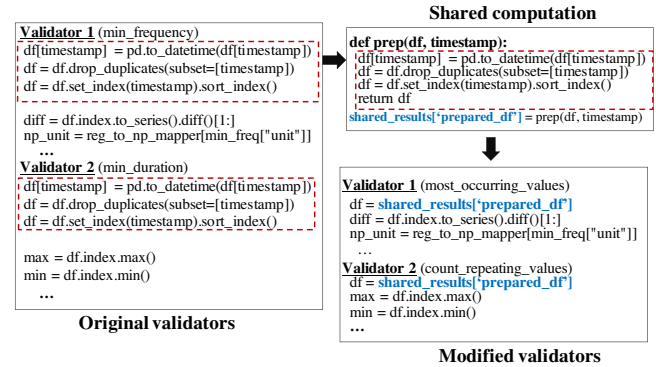 Validator 1 (min_frequency)
df[timestamp] = pd.to_datetime(df[timestamp])
df = df.drop_duplicates(subset=[timestamp])
df = df.set_index(timestamp).sort_index()
diff = df.index.to_series().diff()[1:]
np_unit = reg_to_np_mapper[min_freq["unit"]]
...
Validator 2 (min_duration)
df[timestamp] = pd.to_datetime(df[timestamp])
df = df.drop_duplicates(subset=[timestamp])
df = df.set_index(timestamp).sort_index()
max = df.index.max()
min = df.index.min()
...
Original validators
Shared computation
def prep(df, timestamp):
df[timestamp] = pd.to_datetime(df[timestamp])
df = df.drop_duplicates(subset=[timestamp])
df = df.set_index(timestamp).sort_index()
return df
shared_results[‘prepared_df’] = prep(df, timestamp)
Validator 1 (most_occurring_values)
df = shared_results[‘prepared_df’]
diff = df.index.to_series().diff()[1:]
np_unit = reg_to_np_mapper[min_freq["unit"]]
...
Validator 2 (count_repeating_values)
df = shared_results[‘prepared_df’]
max = df.index.max()
min = df.index.min()
...
Modified validators